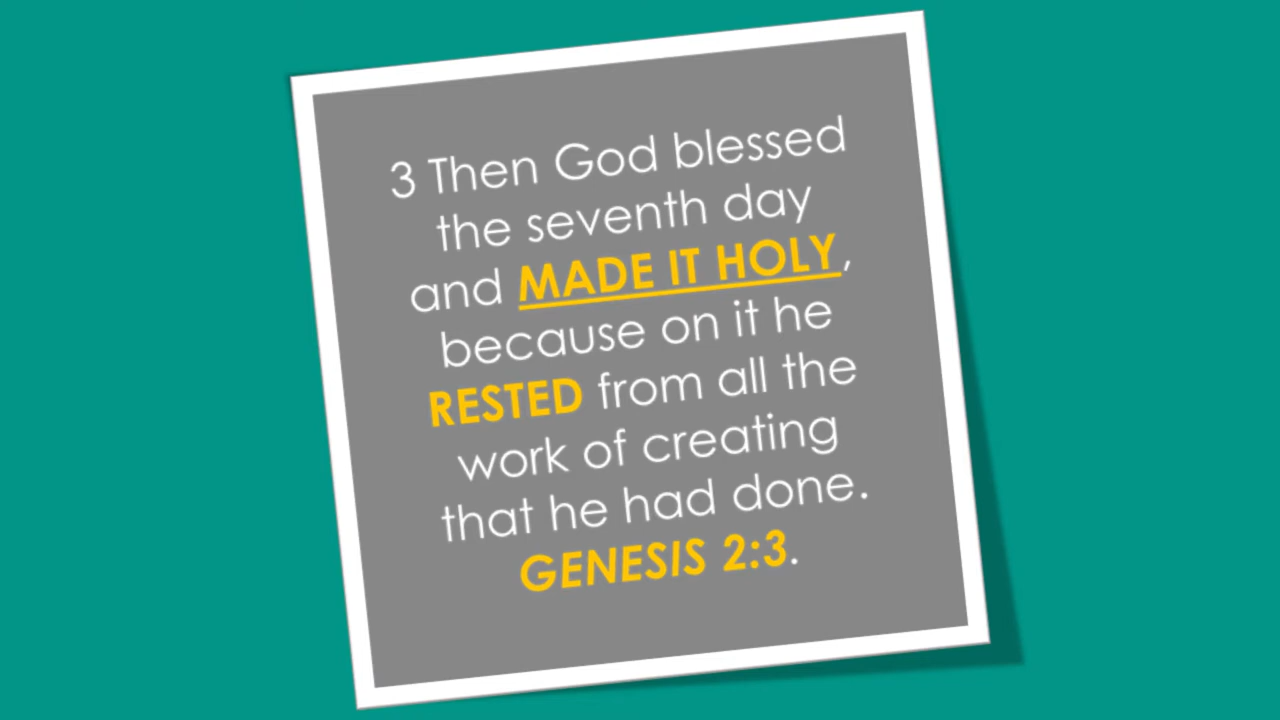 3 Then God blessed
the seventh day
and MADE IT HOLY,
because on it he
RESTED from all the
work of creating
that he had done.
GENESIS 2:3.